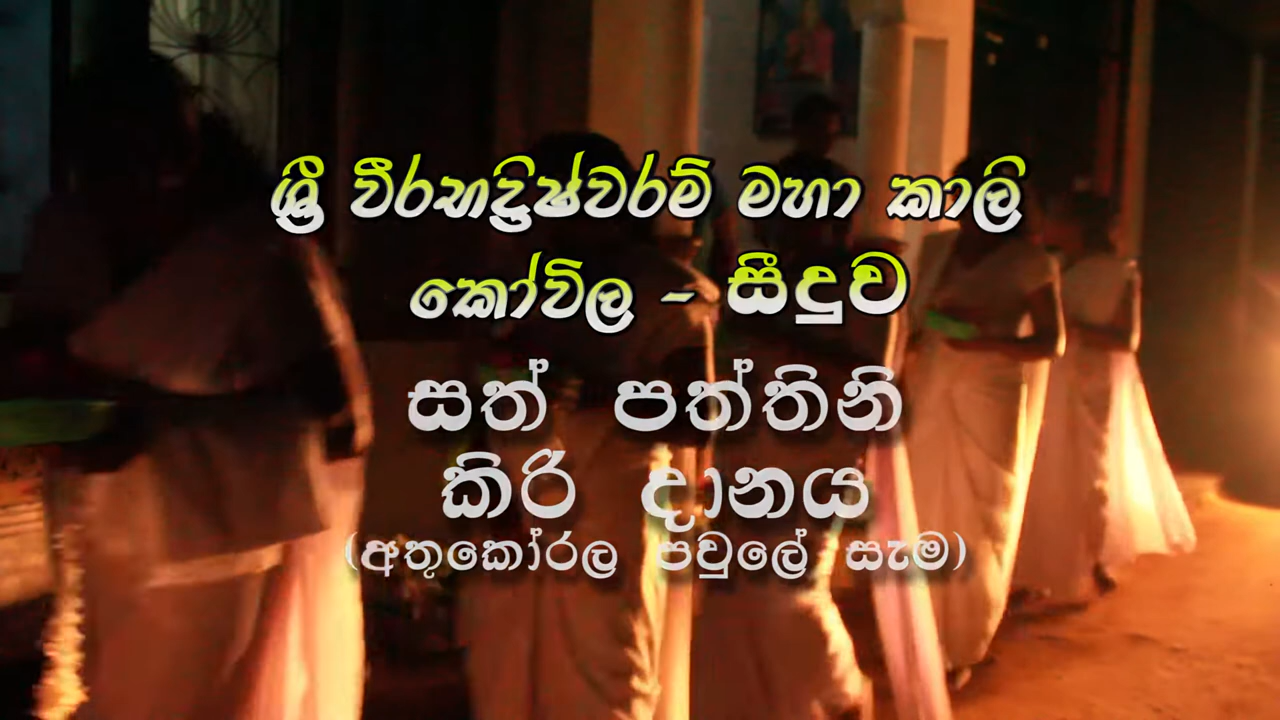 ශ්‍රී වීරභද්‍රිෂ්වරම් මහා කාලි
කෝවිල - සීදුව
සත් පත්තිනි
කිරි දානය
(අතුකෝරල පවුලේ සැම)